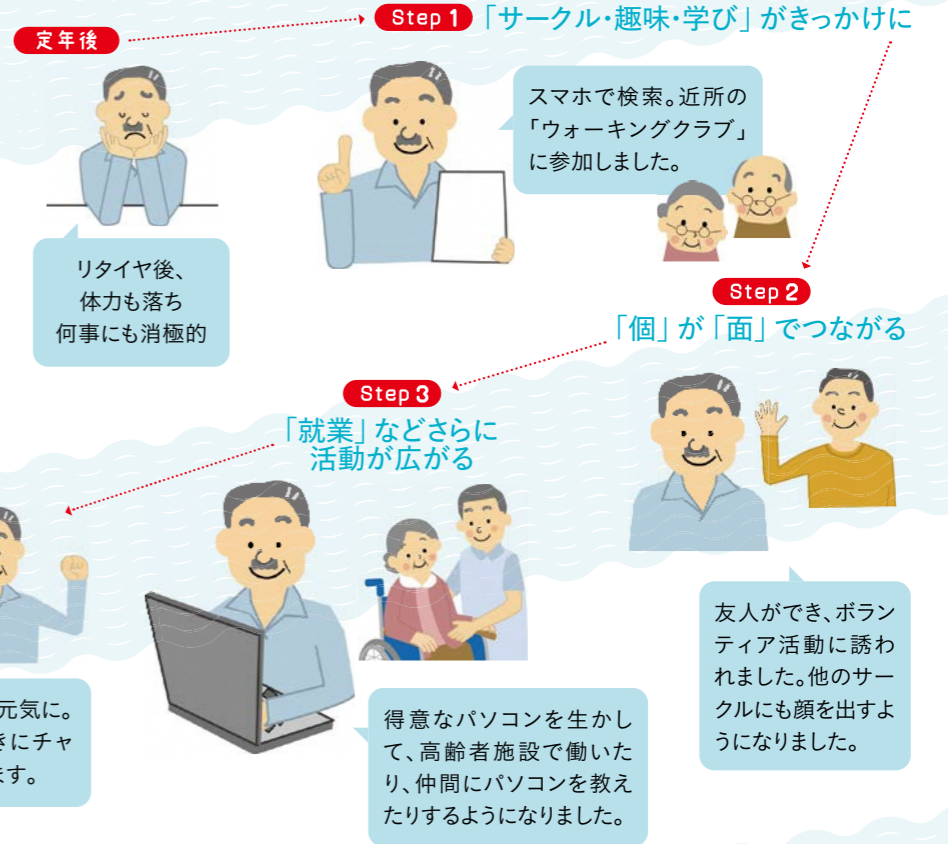 定年後
リタイヤ後、
体力も落ち
何事にも消極的
Step 1「サークル・趣味・学び」がきっかけに
スマホで検索。近所の
「ウォーキングクラブ」
に参加しました。
Step 2
「個」が「面」でつながる
友人ができ、ボラン
ティア活動に誘わ
れました。他のサー
クルにも顔を出すよ
うになりました。
Step 3
「就業」などさらに
活動が広がる
得意なパソコンを生かし
て、高齢者施設で働いた
り、仲間にパソコンを教え
たりするようになりました。
元気に。
きにチャ
ます。